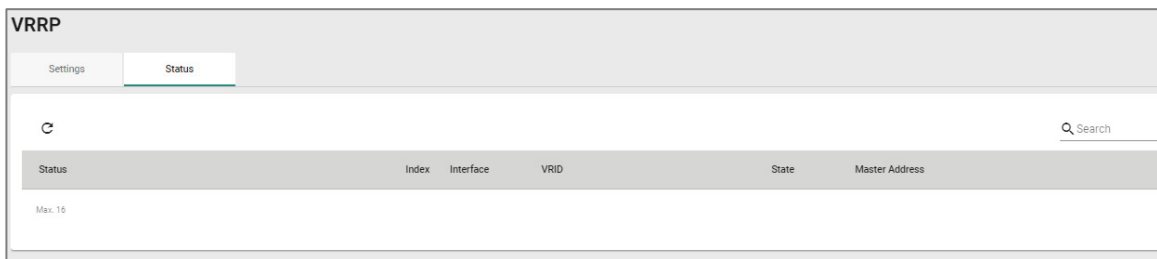 VRRP
Settings Status
Search
Status Index Interface VRID State Master Address
Max. 16